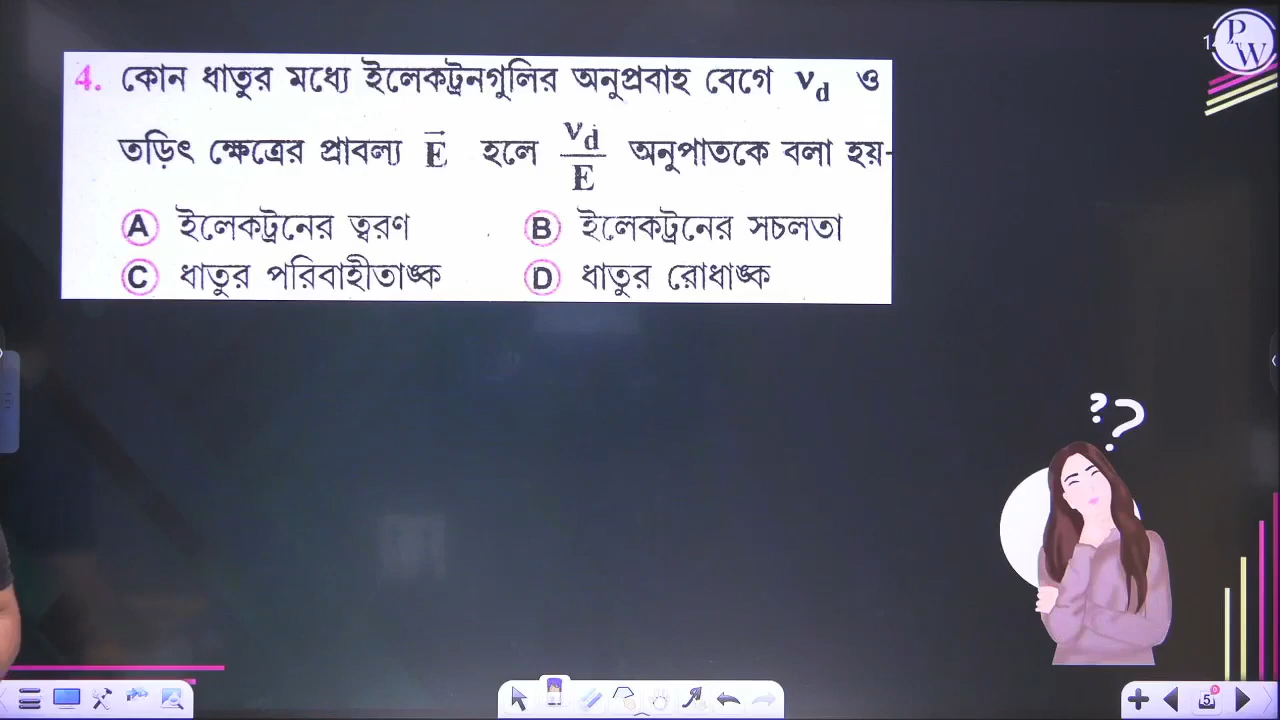 4. কোন ধাতুর মধ্যে ইলেকট্রনগুলির অনুপ্রবাহ বেগে v_d ও
তড়িৎ ক্ষেত্রের প্রাবল্য E⃗ হলে v_d/E অনুপাতকে বলা হয়-
A ইলেকট্রনের ত্বরণ B ইলেকট্রনের সচলতা
C ধাতুর পরিবাহীতাঙ্ক D ধাতুর রোধাঙ্ক
PW
??
5